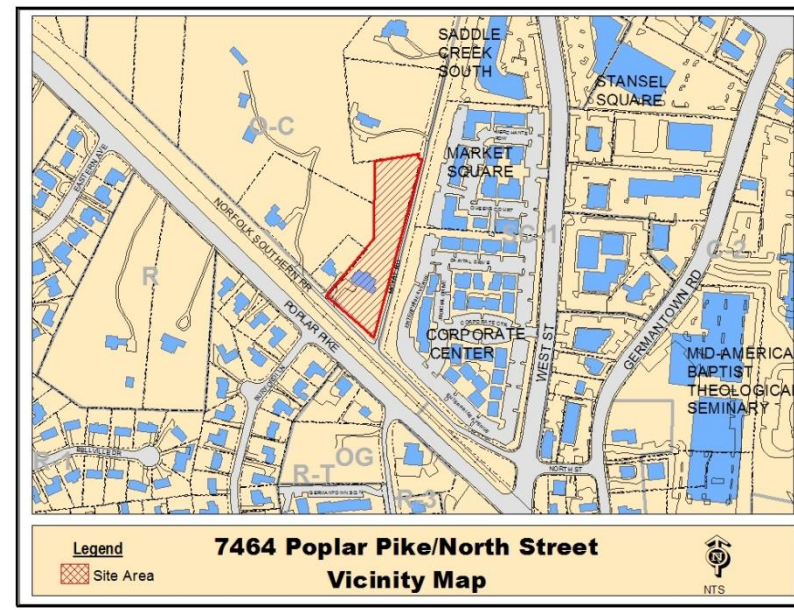 SADDLE
CREEK
SOUTH
STANSEL
SQUARE
MARKET
SQUARE
O-C
EASTERN AVE
NORFOLK SOUTHERN RR
R
SC-1
C-2
POPLAR PIKE
CORPORATE
CENTER
WEST ST
GERMANTOWN RD
MID-AMERICA
BAPTIST
THEOLOGICAL
SEMINARY
R-T
OG
R-3
NORTH ST
Legend
Site Area
7464 Poplar Pike/North Street
Vicinity Map
NTS